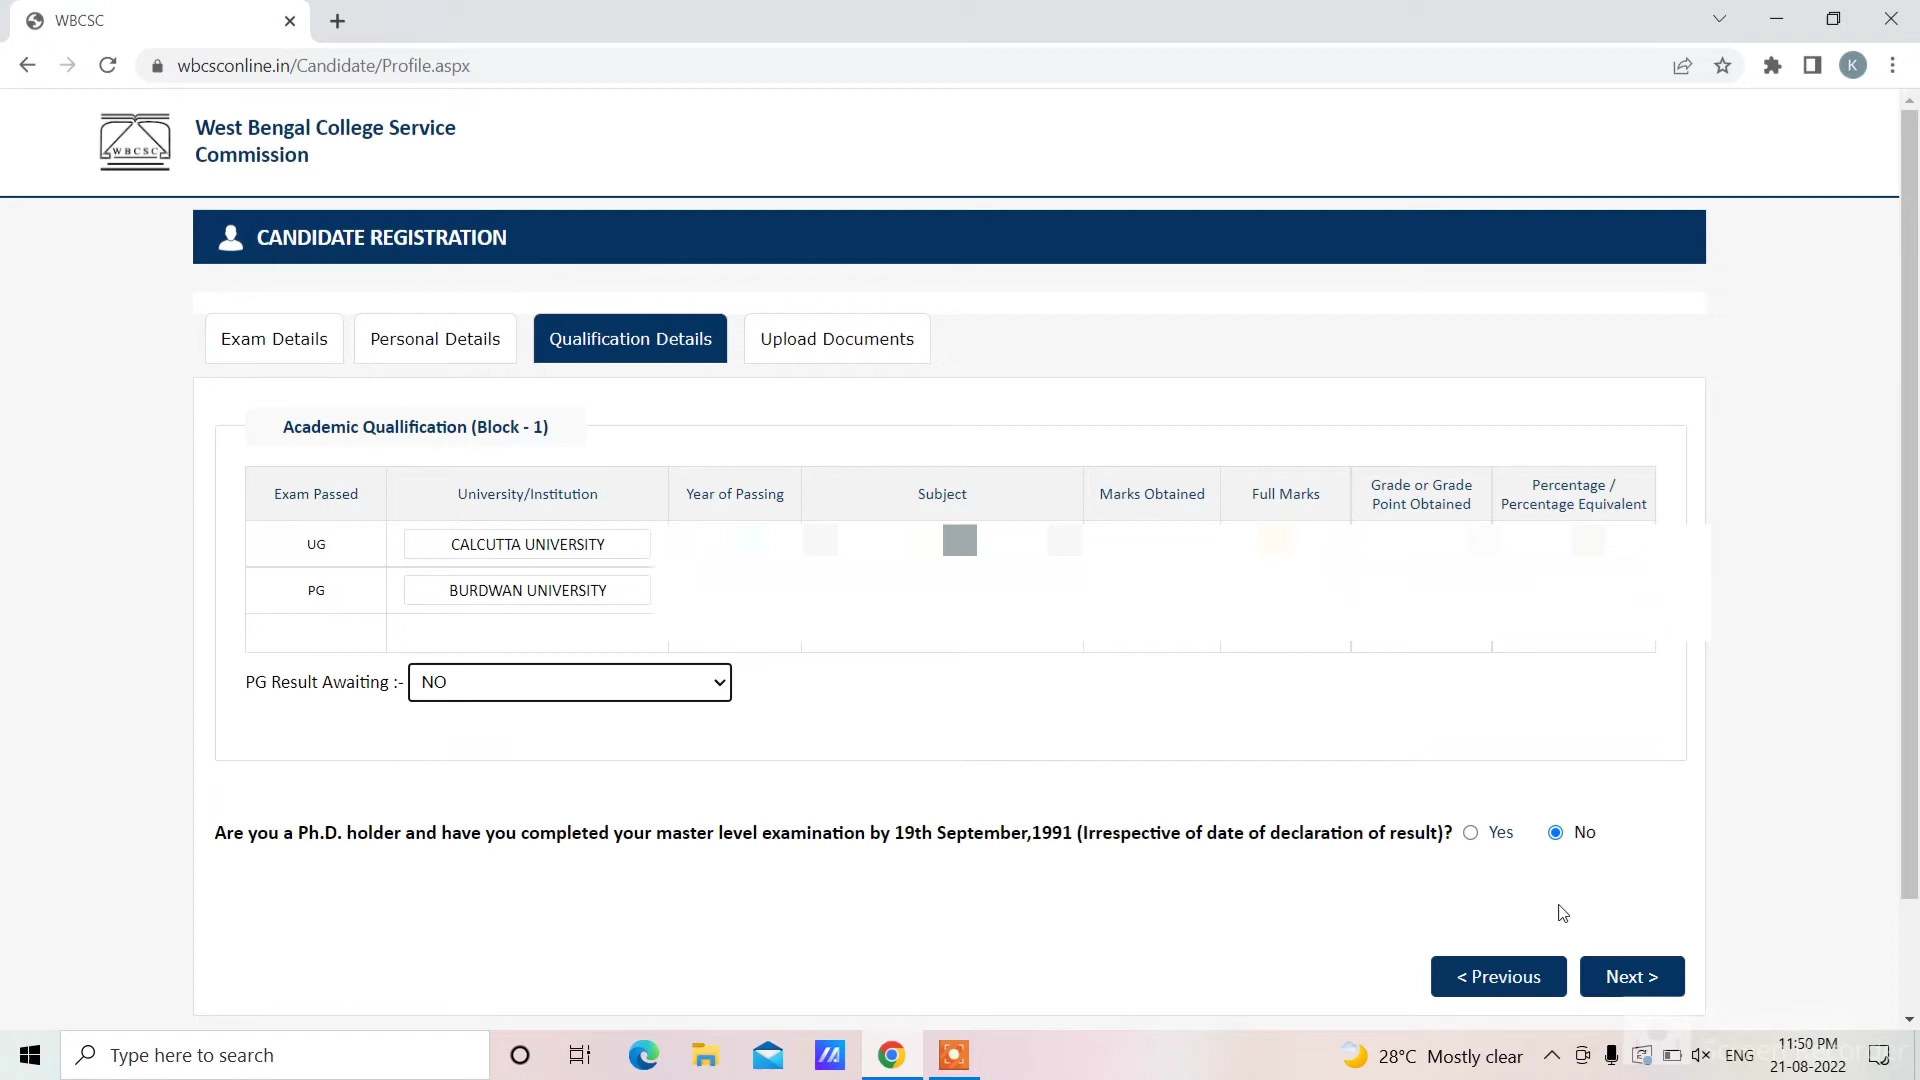 WBCSC
wbcsconline.in/Candidate/Profile.aspx
K
WBCSC
West Bengal College Service
Commission
CANDIDATE REGISTRATION
Exam Details
Personal Details
Qualification Details
Upload Documents
Academic Quallification (Block - 1)
Exam Passed
University/Institution
Year of Passing
Subject
Marks Obtained
Full Marks
Grade or Grade
Point Obtained
Percentage /
Percentage Equivalent
UG
CALCUTTA UNIVERSITY
PG
BURDWAN UNIVERSITY
PG Result Awaiting :- NO
Are you a Ph.D. holder and have you completed your master level examination by 19th September,1991 (Irrespective of date of declaration of result)? Yes No
< Previous
Next >
Type here to search
28°C Mostly clear
ENG
11:50 PM
21-08-2022